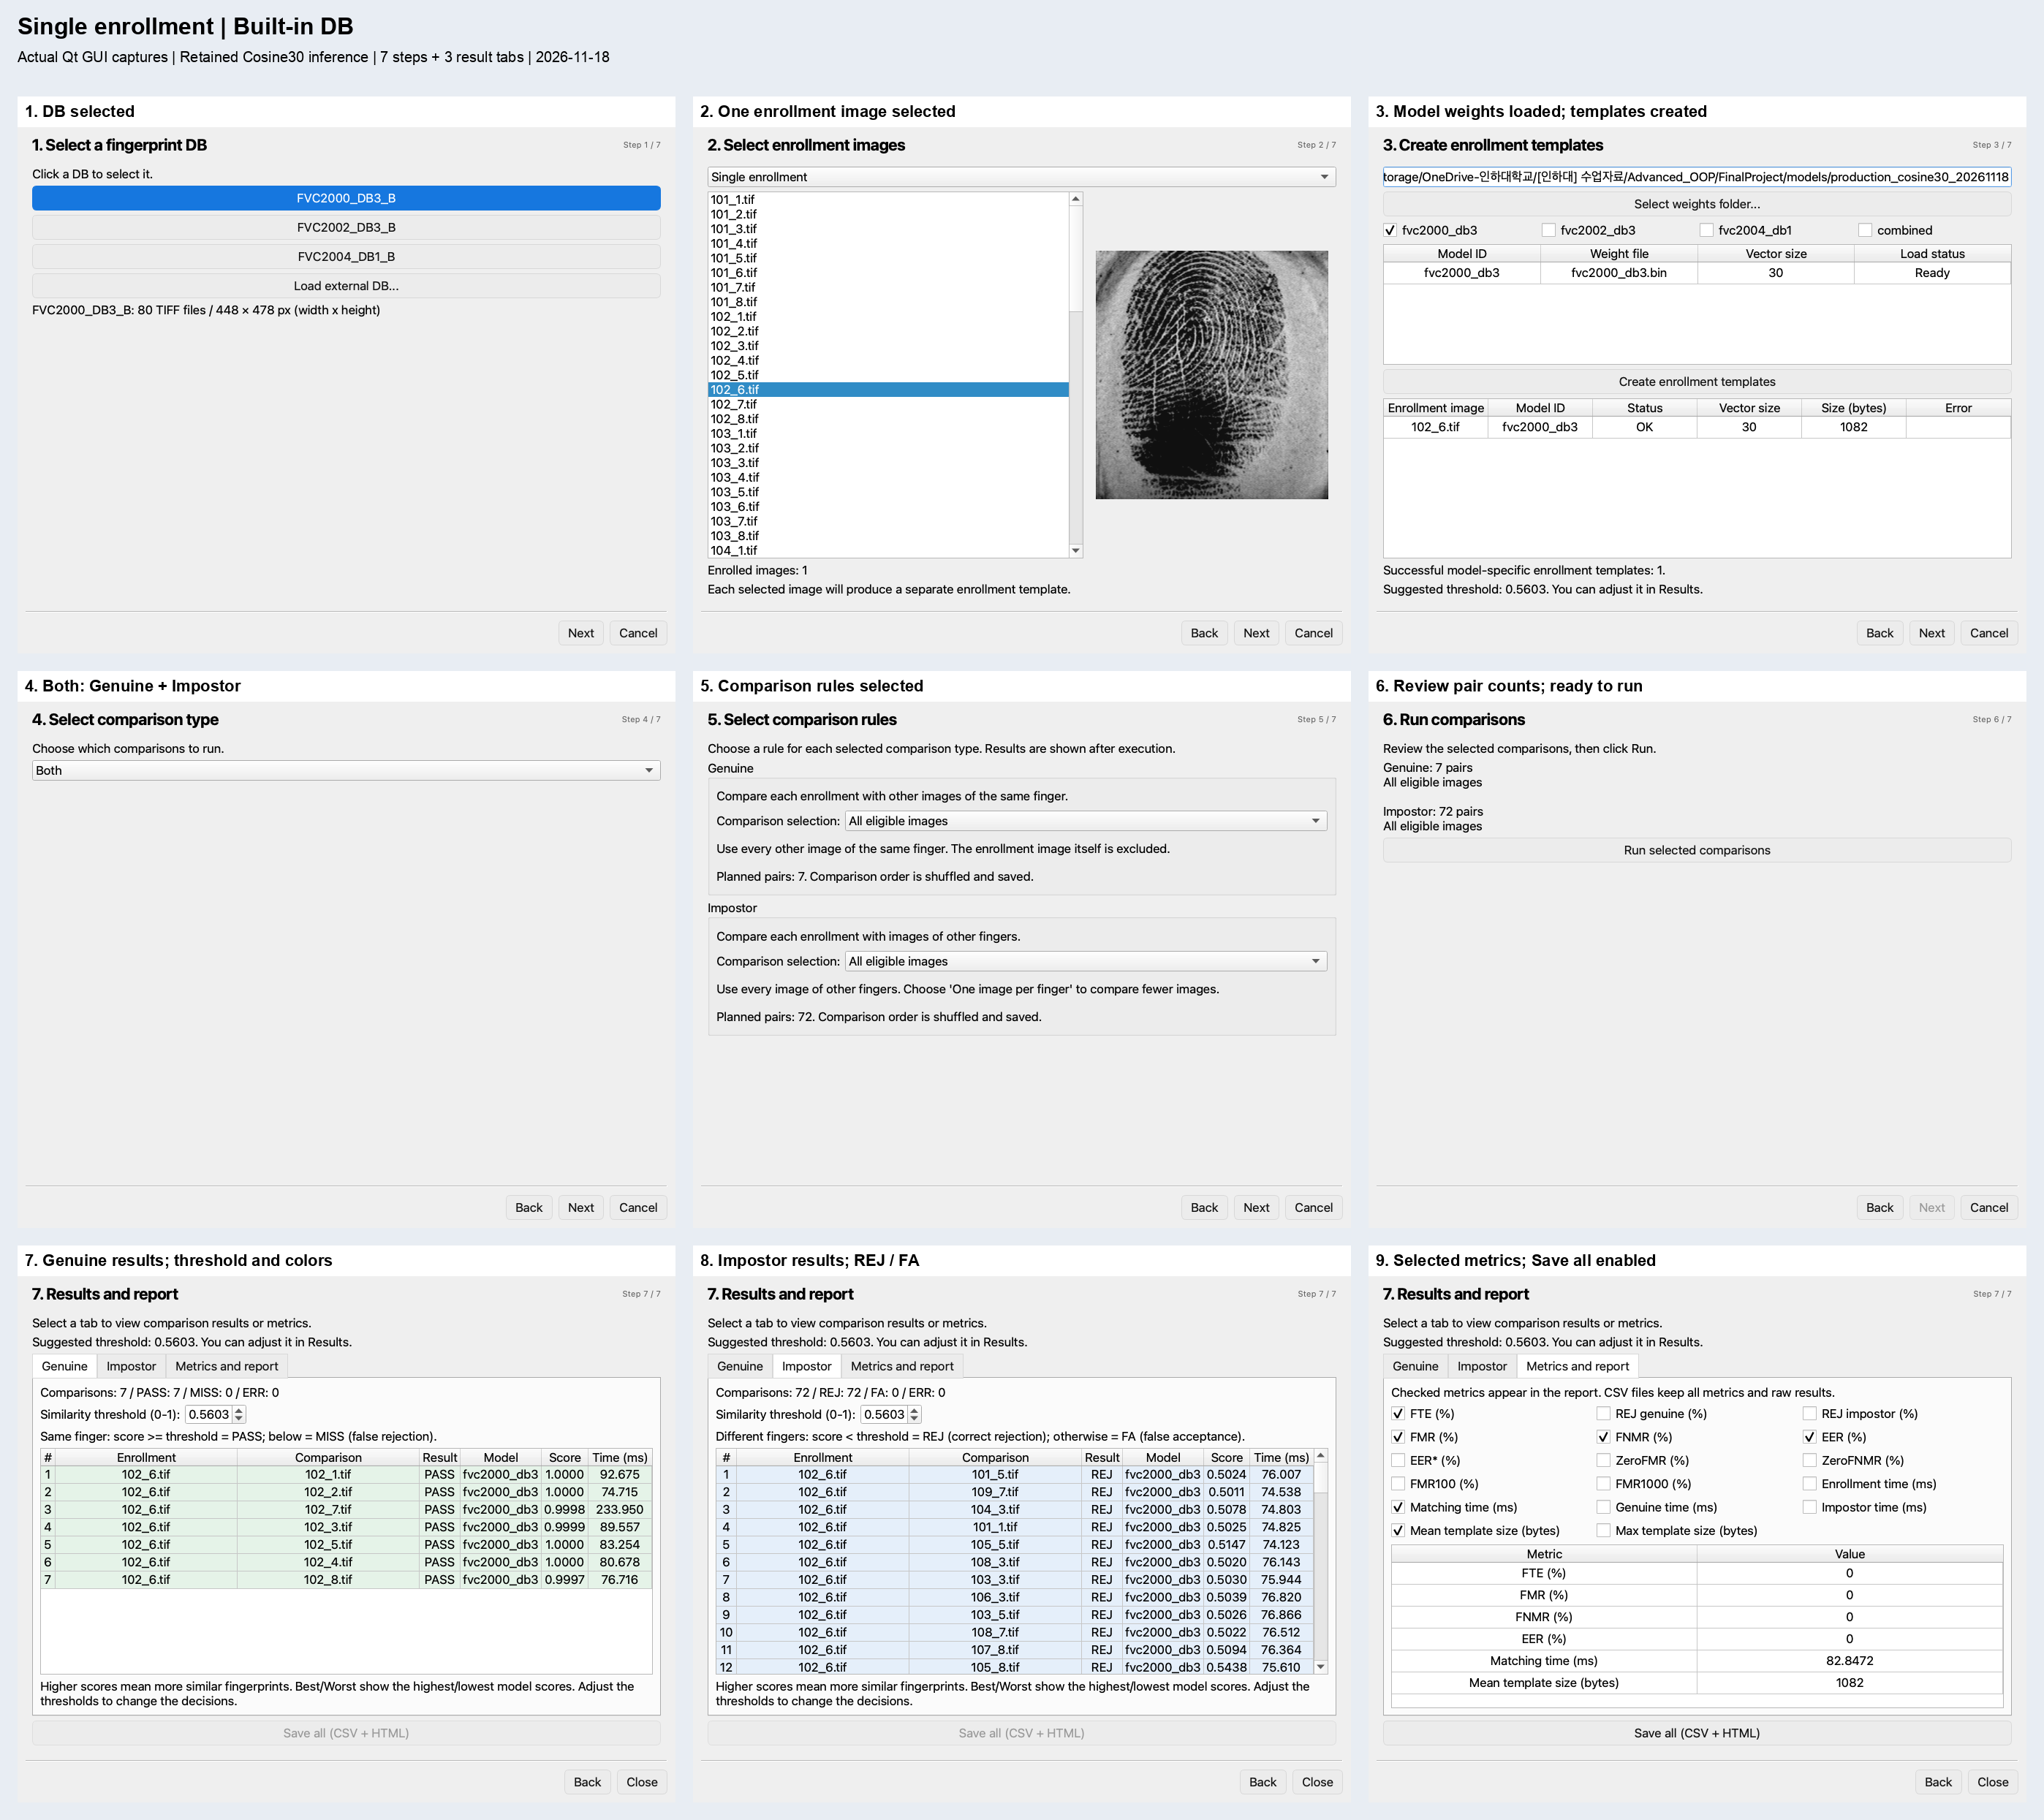 Single enrollment | Built-in DB
Actual Qt GUI captures | Retained Cosine30 inference | 7 steps + 3 result tabs | 2026-11-18
1. DB selected
1. Select a fingerprint DB
Step 1 / 7
Click a DB to select it.
FVC2000_DB3_B
FVC2002_DB3_B
FVC2004_DB1_B
Load external DB...
FVC2000_DB3_B: 80 TIFF files / 448 × 478 px (width x height)
Next Cancel
2. One enrollment image selected
2. Select enrollment images
Step 2 / 7
Single enrollment
101_1.tif
101_2.tif
101_3.tif
101_4.tif
101_5.tif
101_6.tif
101_7.tif
101_8.tif
102_1.tif
102_2.tif
102_3.tif
102_4.tif
102_5.tif
102_6.tif
102_7.tif
102_8.tif
103_1.tif
103_2.tif
103_3.tif
103_4.tif
103_5.tif
103_6.tif
103_7.tif
103_8.tif
104_1.tif
Enrolled images: 1
Each selected image will produce a separate enrollment template.
Back Next Cancel
3. Model weights loaded; templates created
3. Create enrollment templates
Step 3 / 7
torage/OneDrive-인하대학교/[인하대] 수업자료/Advanced_OOP/FinalProject/models/production_cosine30_20261118
Select weights folder...
fvc2000_db3 fvc2002_db3 fvc2004_db1 combined
Model ID Weight file Vector size Load status
fvc2000_db3 fvc2000_db3.bin 30 Ready
Create enrollment templates
Enrollment image Model ID Status Vector size Size (bytes) Error
102_6.tif fvc2000_db3 OK 30 1082
Successful model-specific enrollment templates: 1.
Suggested threshold: 0.5603. You can adjust it in Results.
Back Next Cancel
4. Both: Genuine + Impostor
4. Select comparison type
Step 4 / 7
Choose which comparisons to run.
Both
Back Next Cancel
5. Comparison rules selected
5. Select comparison rules
Step 5 / 7
Choose a rule for each selected comparison type. Results are shown after execution.
Genuine
Compare each enrollment with other images of the same finger.
Comparison selection: All eligible images
Use every other image of the same finger. The enrollment image itself is excluded.
Planned pairs: 7. Comparison order is shuffled and saved.
Impostor
Compare each enrollment with images of other fingers.
Comparison selection: All eligible images
Use every image of other fingers. Choose 'One image per finger' to compare fewer images.
Planned pairs: 72. Comparison order is shuffled and saved.
Back Next Cancel
6. Review pair counts; ready to run
6. Run comparisons
Step 6 / 7
Review the selected comparisons, then click Run.
Genuine: 7 pairs
All eligible images
Impostor: 72 pairs
All eligible images
Run selected comparisons
Back Next Cancel
7. Genuine results; threshold and colors
7. Results and report
Step 7 / 7
Select a tab to view comparison results or metrics.
Suggested threshold: 0.5603. You can adjust it in Results.
Genuine Impostor Metrics and report
Comparisons: 7 / PASS: 7 / MISS: 0 / ERR: 0
Similarity threshold (0-1): 0.5603
Same finger: score >= threshold = PASS; below = MISS (false rejection).
# Enrollment Comparison Result Model Score Time (ms)
1 102_6.tif 102_1.tif PASS fvc2000_db3 1.0000 92.675
2 102_6.tif 102_2.tif PASS fvc2000_db3 1.0000 74.715
3 102_6.tif 102_7.tif PASS fvc2000_db3 0.9998 233.950
4 102_6.tif 102_3.tif PASS fvc2000_db3 0.9999 89.557
5 102_6.tif 102_5.tif PASS fvc2000_db3 1.0000 83.254
6 102_6.tif 102_4.tif PASS fvc2000_db3 1.0000 80.678
7 102_6.tif 102_8.tif PASS fvc2000_db3 0.9997 76.716
Higher scores mean more similar fingerprints. Best/Worst show the highest/lowest model scores. Adjust the
thresholds to change the decisions.
Save all (CSV + HTML)
Back Close
8. Impostor results; REJ / FA
7. Results and report
Step 7 / 7
Select a tab to view comparison results or metrics.
Suggested threshold: 0.5603. You can adjust it in Results.
Genuine Impostor Metrics and report
Comparisons: 72 / REJ: 72 / FA: 0 / ERR: 0
Similarity threshold (0-1): 0.5603
Different fingers: score < threshold = REJ (correct rejection); otherwise = FA (false acceptance).
# Enrollment Comparison Result Model Score Time (ms)
1 102_6.tif 101_5.tif REJ fvc2000_db3 0.5024 76.007
2 102_6.tif 109_7.tif REJ fvc2000_db3 0.5011 74.538
3 102_6.tif 104_3.tif REJ fvc2000_db3 0.5078 74.803
4 102_6.tif 101_1.tif REJ fvc2000_db3 0.5025 74.825
5 102_6.tif 105_5.tif REJ fvc2000_db3 0.5147 74.123
6 102_6.tif 108_3.tif REJ fvc2000_db3 0.5020 76.143
7 102_6.tif 103_3.tif REJ fvc2000_db3 0.5030 75.944
8 102_6.tif 106_3.tif REJ fvc2000_db3 0.5039 76.820
9 102_6.tif 103_5.tif REJ fvc2000_db3 0.5026 76.866
10 102_6.tif 108_7.tif REJ fvc2000_db3 0.5022 76.512
11 102_6.tif 107_8.tif REJ fvc2000_db3 0.5094 76.364
12 102_6.tif 105_8.tif REJ fvc2000_db3 0.5438 75.610
Higher scores mean more similar fingerprints. Best/Worst show the highest/lowest model scores. Adjust the
thresholds to change the decisions.
Save all (CSV + HTML)
Back Close
9. Selected metrics; Save all enabled
7. Results and report
Step 7 / 7
Select a tab to view comparison results or metrics.
Suggested threshold: 0.5603. You can adjust it in Results.
Genuine Impostor Metrics and report
Checked metrics appear in the report. CSV files keep all metrics and raw results.
FTE (%) REJ genuine (%) REJ impostor (%)
FMR (%) FNMR (%) EER (%)
EER* (%) ZeroFMR (%) ZeroFNMR (%)
FMR100 (%) FMR1000 (%) Enrollment time (ms)
Matching time (ms) Genuine time (ms) Impostor time (ms)
Mean template size (bytes) Max template size (bytes)
Metric Value
FTE (%) 0
FMR (%) 0
FNMR (%) 0
EER (%) 0
Matching time (ms) 82.8472
Mean template size (bytes) 1082
Save all (CSV + HTML)
Back Close